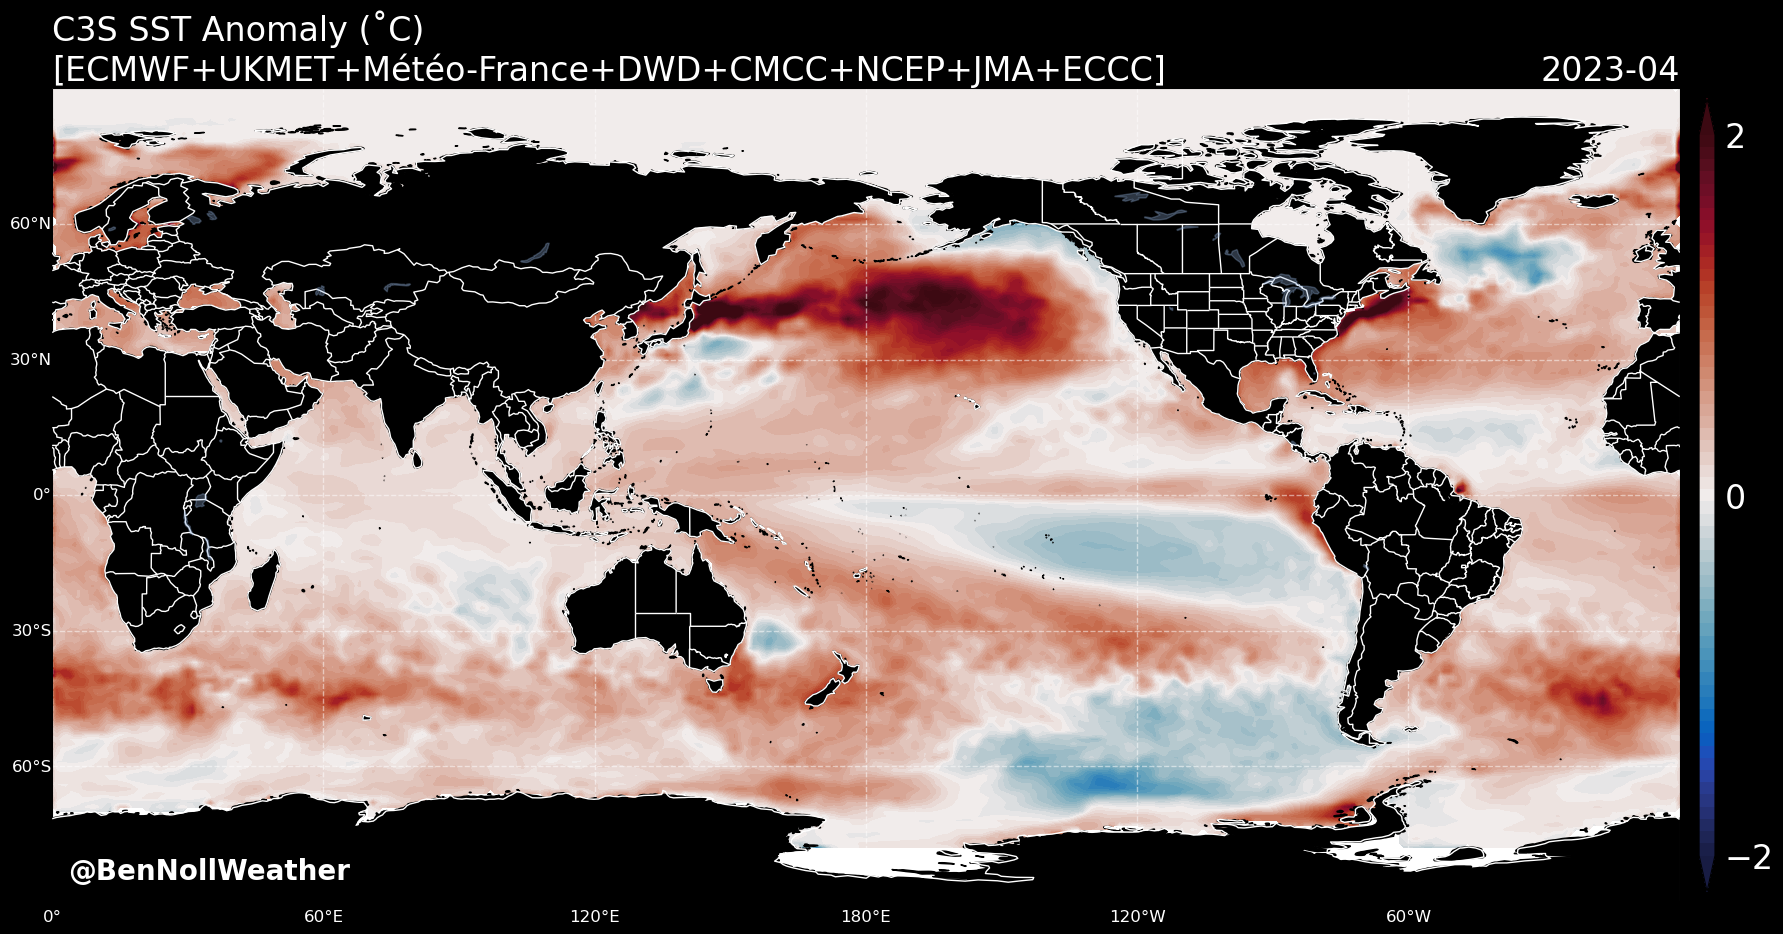 C3S SST Anomaly (˚C)
[ECMWF+UKMET+Météo-France+DWD+CMCC+NCEP+JMA+ECCC]
2023-04
2
60°N
30°N
0°
0
30°S
60°S
−2
@BenNollWeather
0°
60°E
120°E
180°E
120°W
60°W